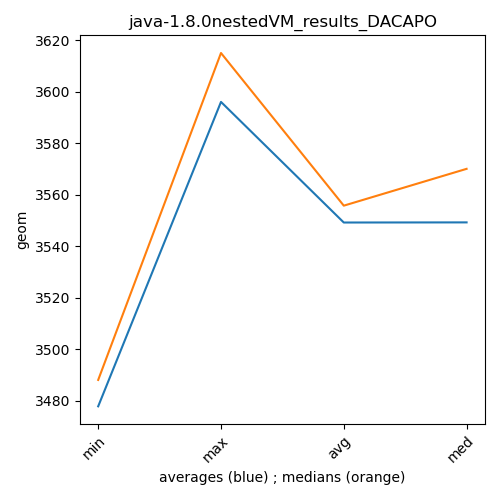 java-1.8.0nestedVM_results_DACAPO
3620
3600
3580
3560
3540
3520
3500
3480
geom
min
max
avg
med
averages (blue) ; medians (orange)